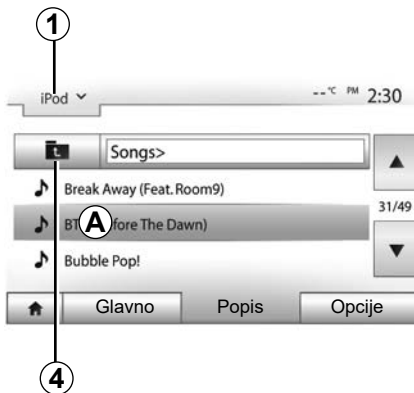 1
iPod
--°C PM 2:30
Songs>
Break Away (Feat. Room9)
31/49
A
fore The Dawn)
Bubble Pop!
Glavno Popis Opcije
4